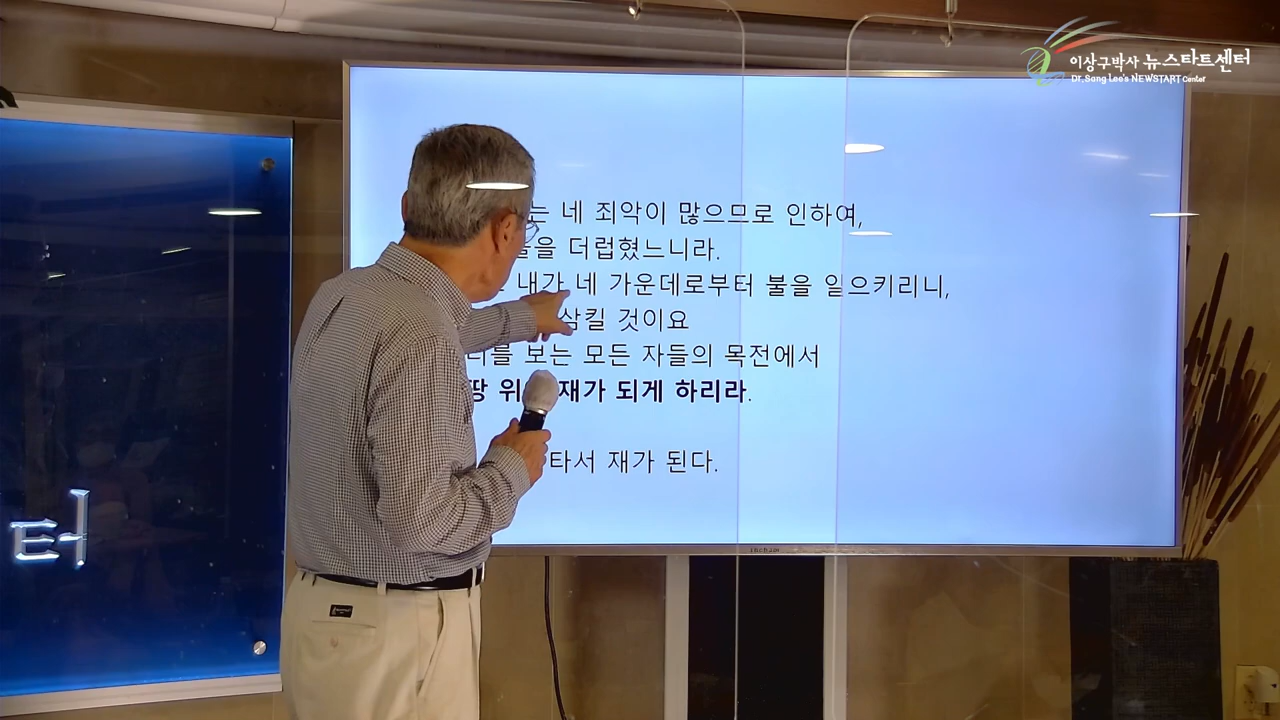 이상구박사 뉴스타트센터
Dr. Sang Lee's NEWSTART Center
는 네 죄악이 많으므로 인하여,
들을 더럽혔느니라.
내가 네 가운데로부터 불을 일으키리니,
삼킬 것이요
너를 보는 모든 자들의 목전에서
땅 위에 재가 되게 하리라.
타서 재가 된다.
터